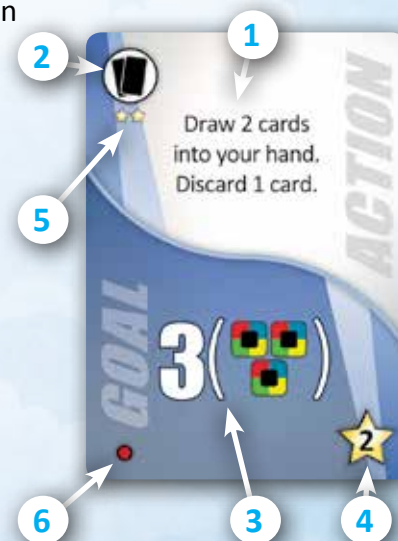 n
1
2
Draw 2 cards
into your hand.
Discard 1 card.
ACTION
5
GOAL
3( )
2
6
3
4